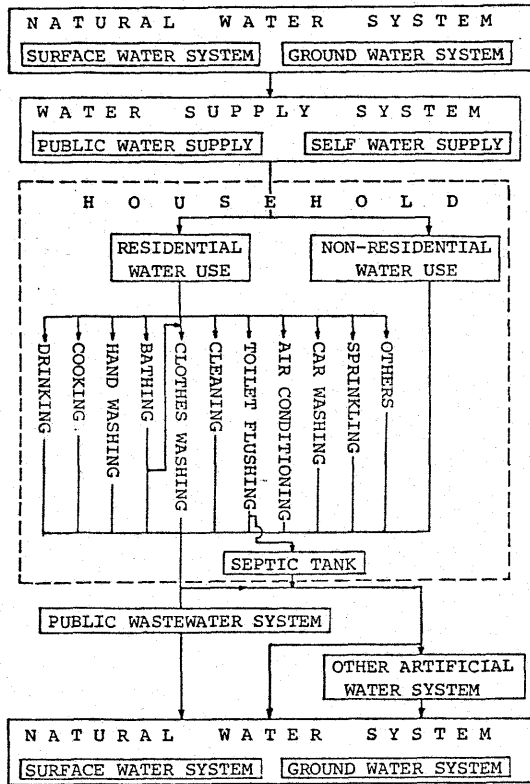 NATURAL WATER SYSTEM
SURFACE WATER SYSTEM GROUND WATER SYSTEM
WATER SUPPLY SYSTEM
PUBLIC WATER SUPPLY SELF WATER SUPPLY
HOUSEHOLD
RESIDENTIAL
WATER USE
NON-RESIDENTIAL
WATER USE
DRINKING
COOKING
HAND WASHING
BATHING
CLOTHES WASHING
CLEANING
TOILET FLUSHING
AIR CONDITIONING
CAR WASHING
SPRINKLING
OTHERS
SEPTIC TANK
PUBLIC WASTEWATER SYSTEM
OTHER ARTIFICIAL
WATER SYSTEM
NATURAL WATER SYSTEM
SURFACE WATER SYSTEM GROUND WATER SYSTEM